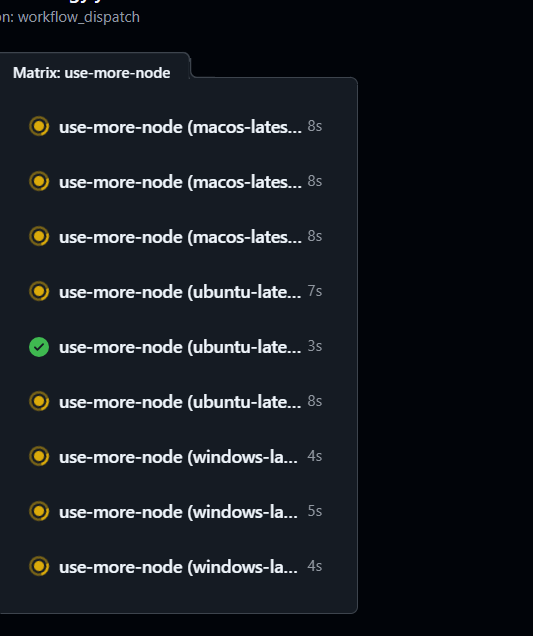 on: workflow_dispatch
Matrix: use-more-node
use-more-node (macos-lates... 8s
use-more-node (macos-lates... 8s
use-more-node (macos-lates... 8s
use-more-node (ubuntu-late... 7s
use-more-node (ubuntu-late... 3s
use-more-node (ubuntu-late... 8s
use-more-node (windows-la... 4s
use-more-node (windows-la... 5s
use-more-node (windows-la... 4s